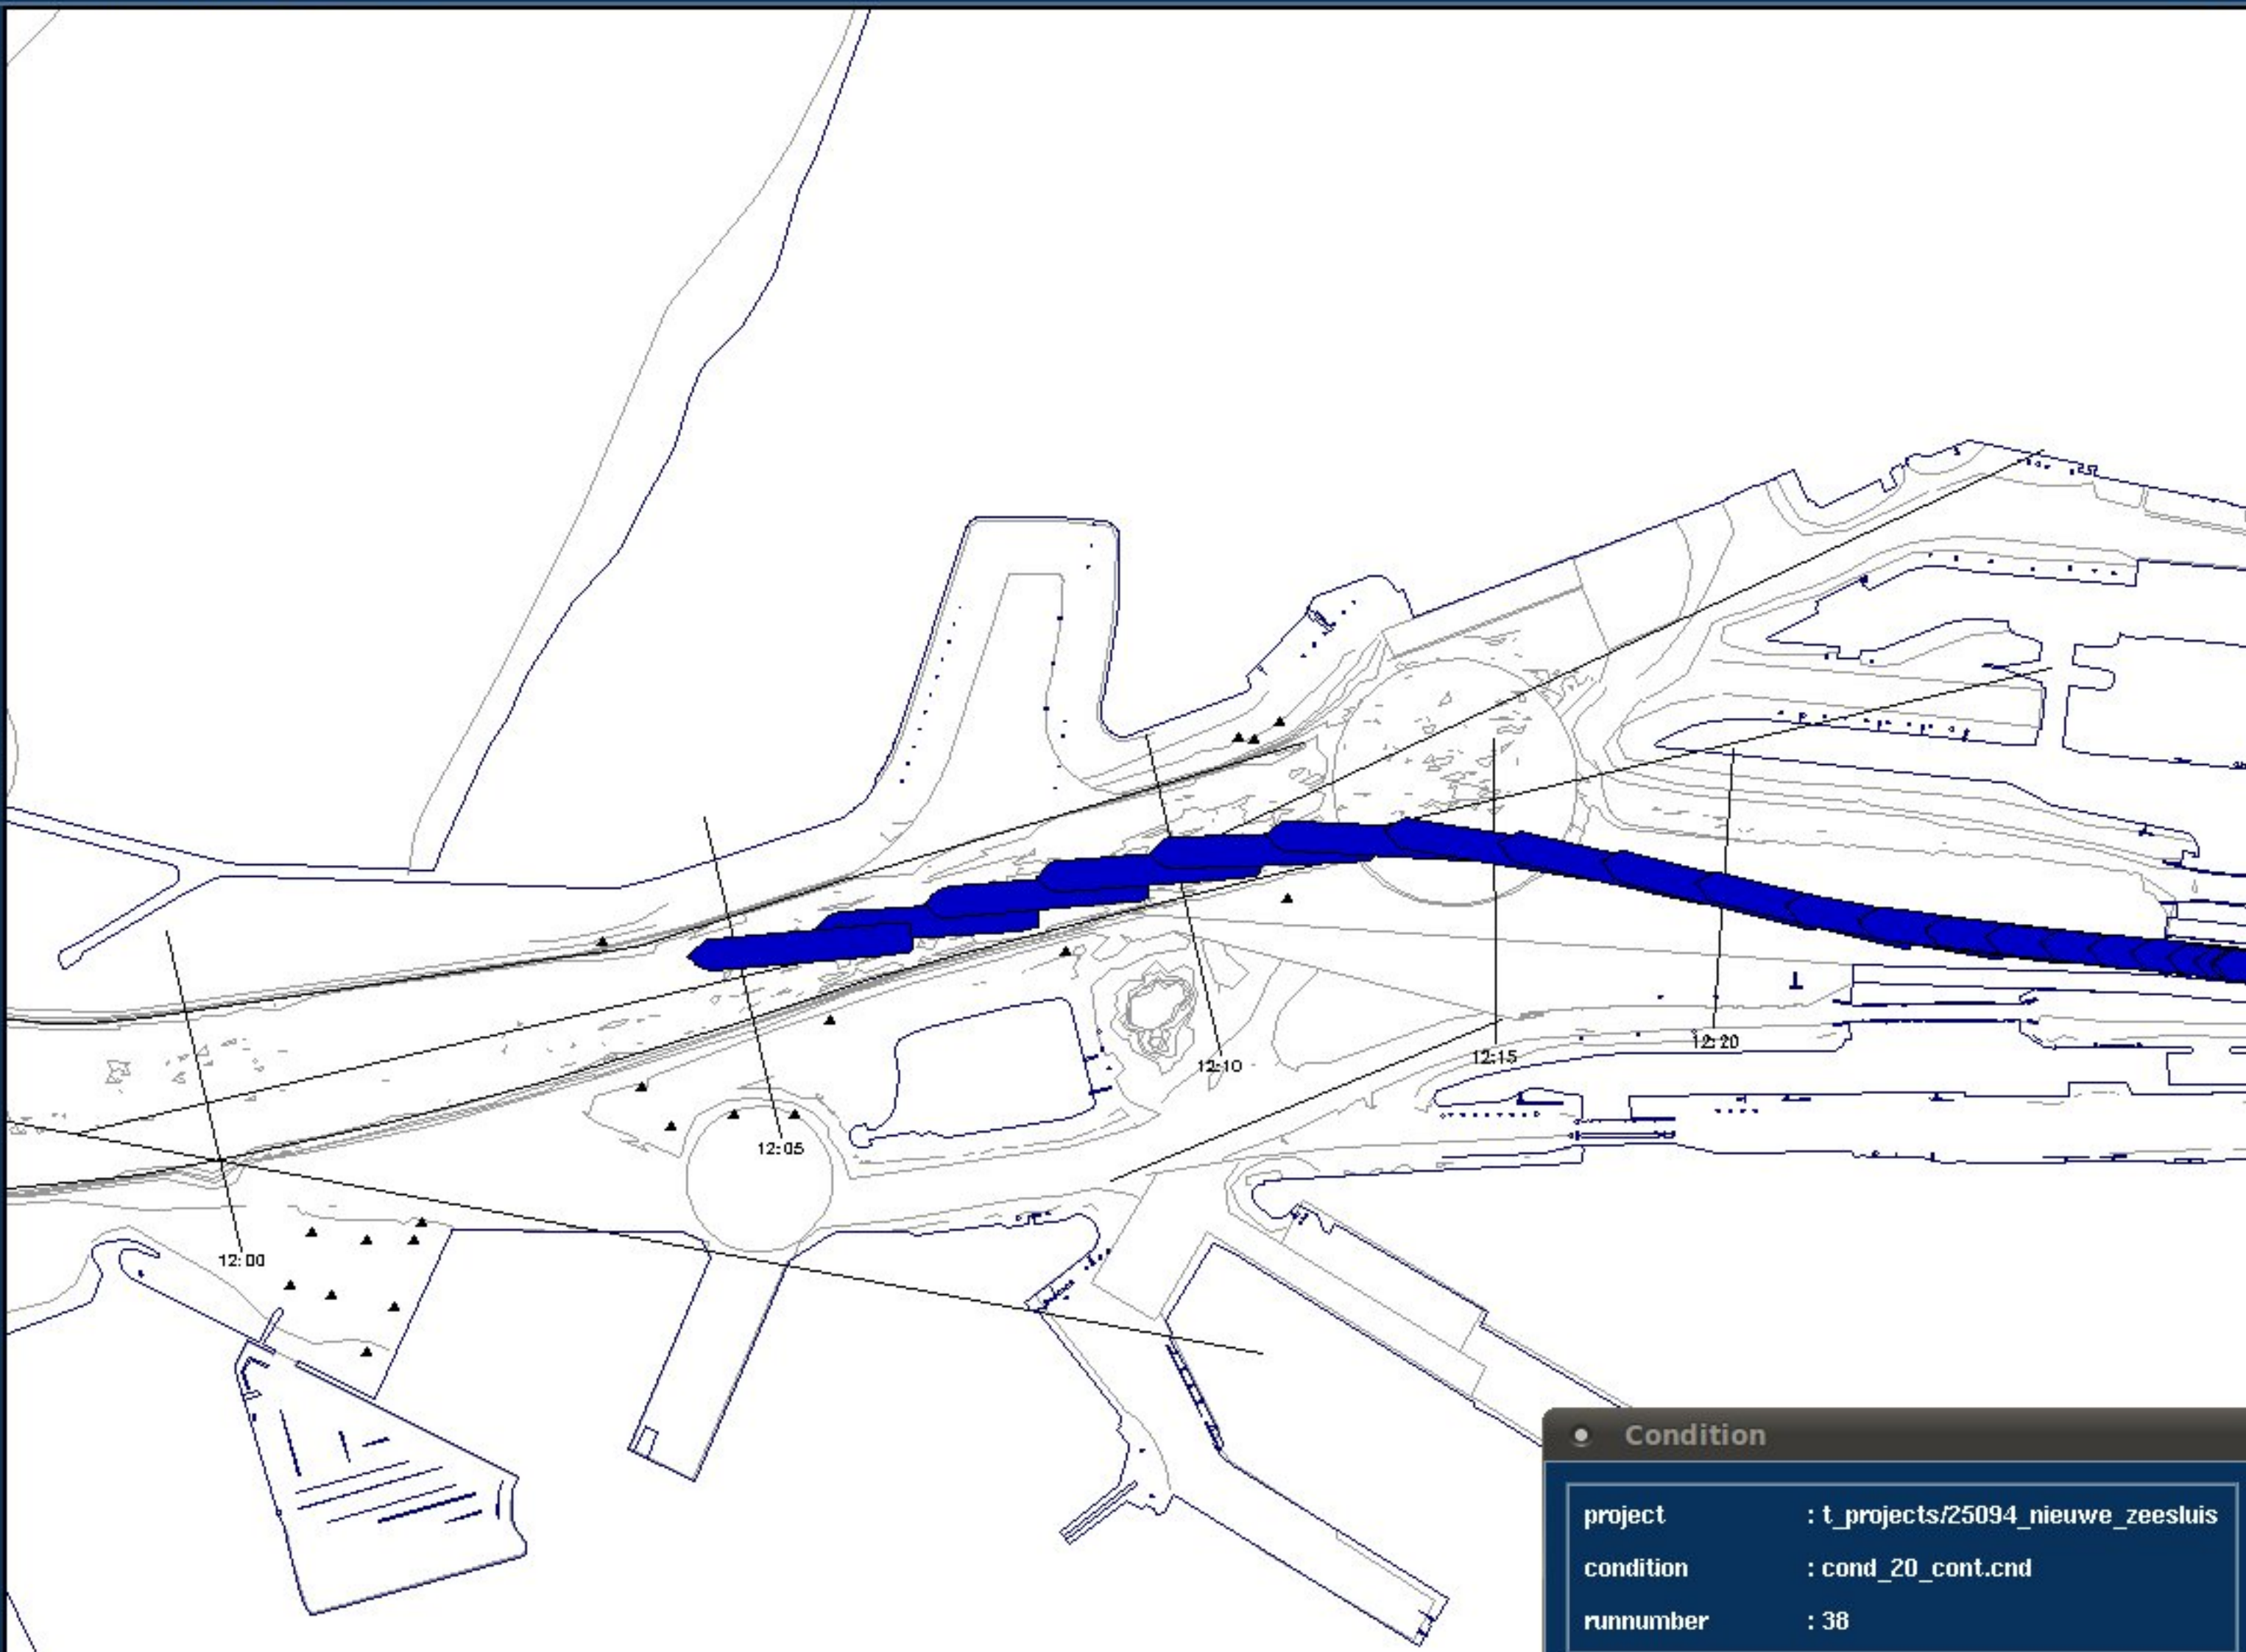 12:15
12:20
12:10
12:05
12:00
Condition
project : t_projects/25094_nieuwe_zeesluis
condition : cond_20_cont.cnd
runnumber : 38